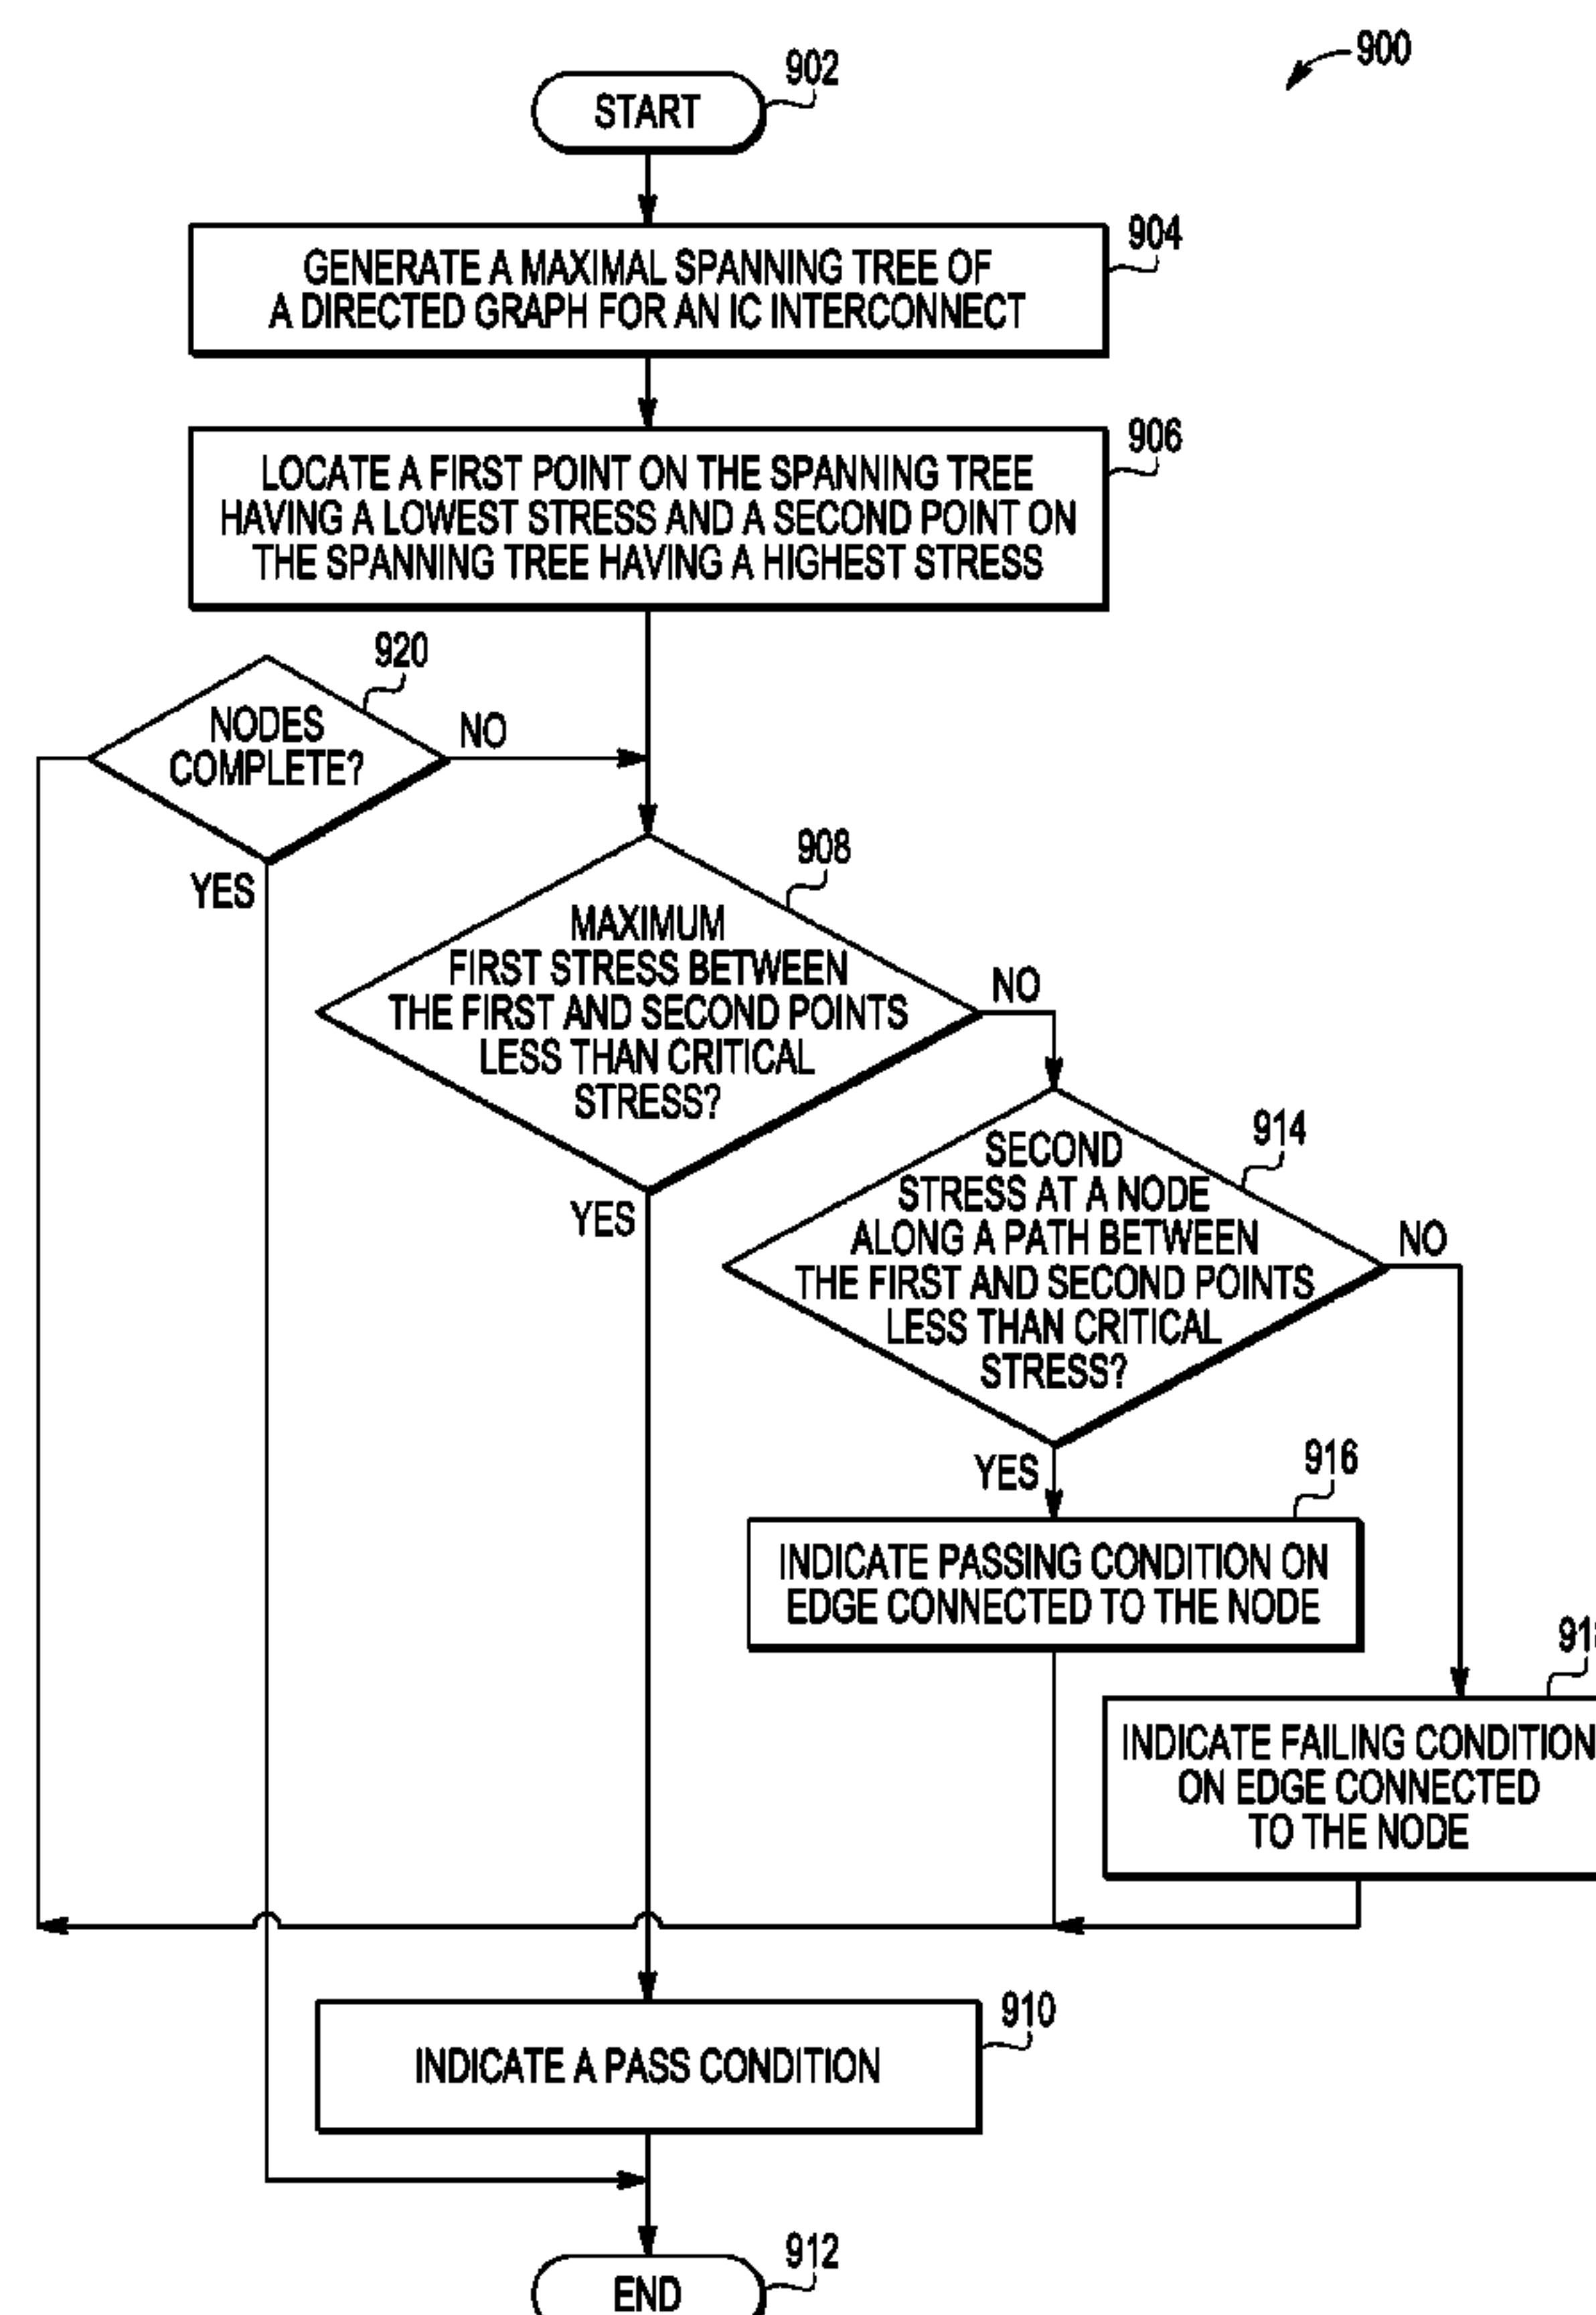 900
902
START
904
GENERATE A MAXIMAL SPANNING TREE OF
A DIRECTED GRAPH FOR AN IC INTERCONNECT
906
LOCATE A FIRST POINT ON THE SPANNING TREE
HAVING A LOWEST STRESS AND A SECOND POINT ON
THE SPANNING TREE HAVING A HIGHEST STRESS
920
NODES
COMPLETE?
NO
YES
908
MAXIMUM
FIRST STRESS BETWEEN
THE FIRST AND SECOND POINTS
LESS THAN CRITICAL
STRESS?
NO
YES
914
SECOND
STRESS AT A NODE
ALONG A PATH BETWEEN
THE FIRST AND SECOND POINTS
LESS THAN CRITICAL
STRESS?
NO
YES
916
INDICATE PASSING CONDITION ON
EDGE CONNECTED TO THE NODE
INDICATE FAILING CONDITION
ON EDGE CONNECTED
TO THE NODE
910
INDICATE A PASS CONDITION
912
END